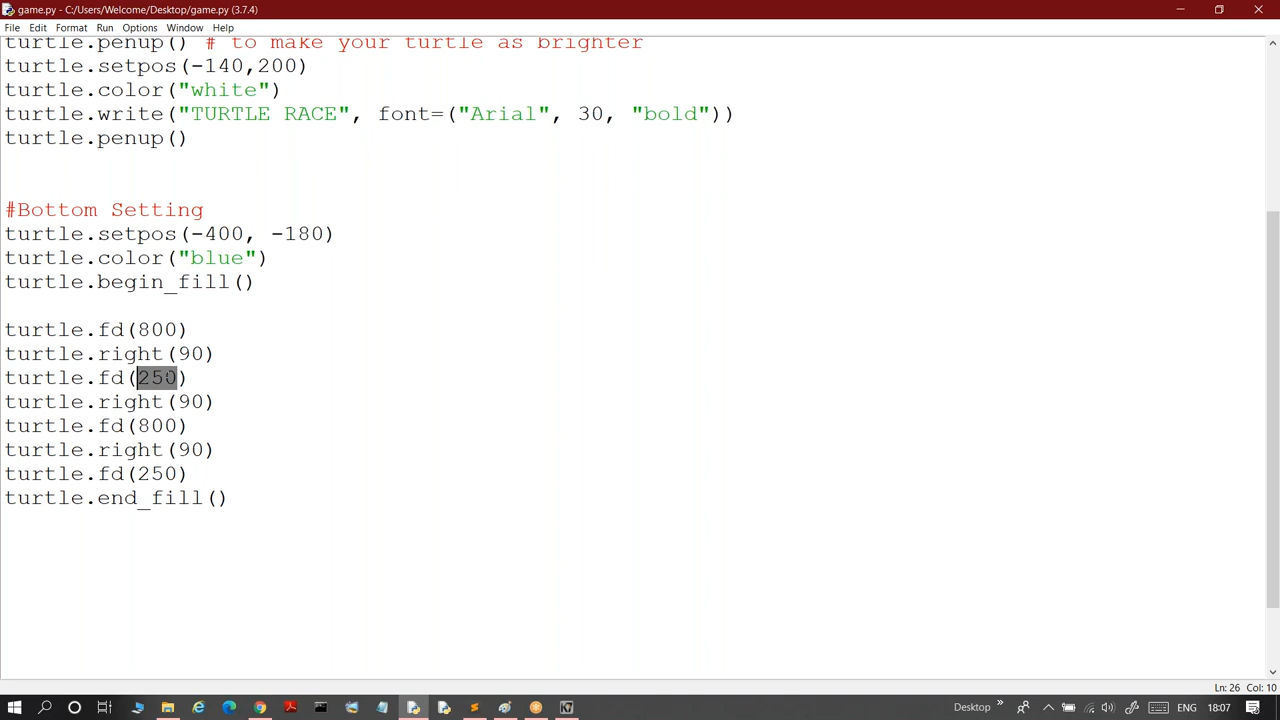 game.py - C:/Users/Welcome/Desktop/game.py (3.7.4)
File Edit Format Run Options Window Help
turtle.penup() # to make your turtle as brighter
turtle.setpos(-140,200)
turtle.color("white")
turtle.write("TURTLE RACE", font=("Arial", 30, "bold"))
turtle.penup()
#Bottom Setting
turtle.setpos(-400, -180)
turtle.color("blue")
turtle.begin_fill()
turtle.fd(800)
turtle.right(90)
turtle.fd(250)
turtle.right(90)
turtle.fd(800)
turtle.right(90)
turtle.fd(250)
turtle.end_fill()
Ln: 26 Col: 10
Desktop » ENG 18:07